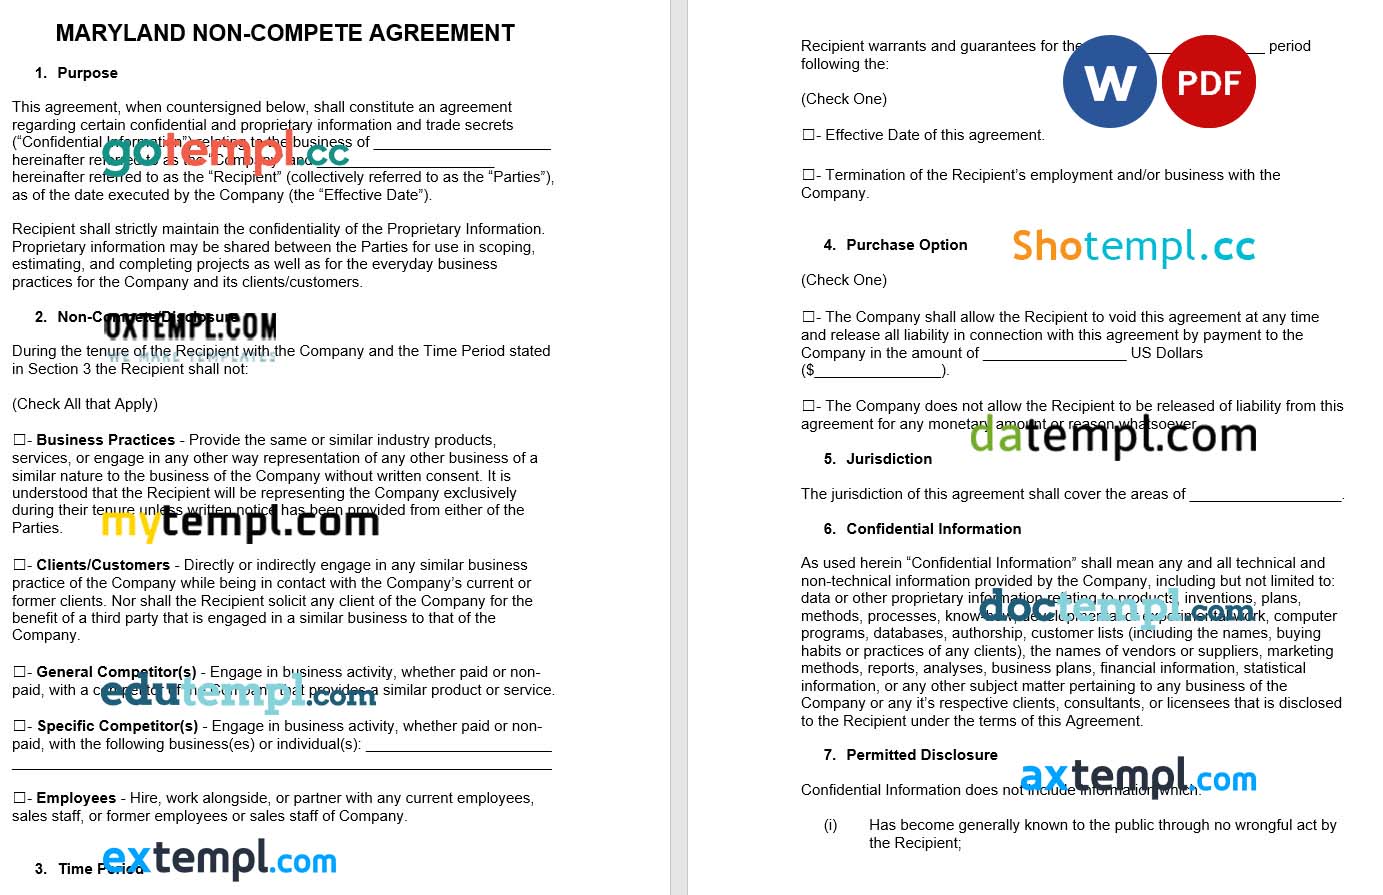 MARYLAND NON-COMPETE AGREEMENT
1. Purpose
This agreement, when countersigned below, shall constitute an agreement
regarding certain confidential and proprietary information and trade secrets
(“Confidential Information”) relating to the business of ______________________
gotempl.cc
hereinafter referred to as the “Company” and ______________________
hereinafter referred to as the “Recipient” (collectively referred to as the “Parties”),
as of the date executed by the Company (the “Effective Date”).
Recipient shall strictly maintain the confidentiality of the Proprietary Information.
Proprietary information may be shared between the Parties for use in scoping,
estimating, and completing projects as well as for the everyday business
practices for the Company and its clients/customers.
2. Non-Compete/Disclosure
OXTEMPL.COM
WE MAKE TEMPLATES
During the tenure of the Recipient with the Company and the Time Period stated
in Section 3 the Recipient shall not:
(Check All that Apply)
☐- Business Practices - Provide the same or similar industry products,
services, or engage in any other way representation of any other business of a
similar nature to the business of the Company without written consent. It is
understood that the Recipient will be representing the Company exclusively
during their tenure unless written notice has been provided from either of the
Parties.
mytempl.com
☐- Clients/Customers - Directly or indirectly engage in any similar business
practice of the Company while being in contact with the Company’s current or
former clients. Nor shall the Recipient solicit any client of the Company for the
benefit of a third party that is engaged in a similar business to that of the
Company.
☐- General Competitor(s) - Engage in business activity, whether paid or non-
paid, with a competitor of the Company that provides a similar product or service.
edutempl.com
☐- Specific Competitor(s) - Engage in business activity, whether paid or non-
paid, with the following business(es) or individual(s): ______________________
☐- Employees - Hire, work alongside, or partner with any current employees,
sales staff, or former employees or sales staff of Company.
extempl.com
3. Time Period
Recipient warrants and guarantees for the ______________________ period
following the:
W
PDF
(Check One)
☐- Effective Date of this agreement.
☐- Termination of the Recipient’s employment and/or business with the
Company.
4. Purchase Option
Shotempl.cc
(Check One)
☐- The Company shall allow the Recipient to void this agreement at any time
and release all liability in connection with this agreement by payment to the
Company in the amount of _________________ US Dollars
($_______________).
☐- The Company does not allow the Recipient to be released of liability from this
agreement for any monetary amount or reason whatsoever.
datempl.com
5. Jurisdiction
The jurisdiction of this agreement shall cover the areas of __________________.
6. Confidential Information
As used herein “Confidential Information” shall mean any and all technical and
non-technical information provided by the Company, including but not limited to:
data or other proprietary information relating to products, inventions, plans,
doctempl.com
methods, processes, know-how, developmental or experimental work, computer
programs, databases, authorship, customer lists (including the names, buying
habits or practices of any clients), the names of vendors or suppliers, marketing
methods, reports, analyses, business plans, financial information, statistical
information, or any other subject matter pertaining to any business of the
Company or any it’s respective clients, consultants, or licensees that is disclosed
to the Recipient under the terms of this Agreement.
7. Permitted Disclosure
axtempl.com
Confidential Information does not include information which:
(i) Has become generally known to the public through no wrongful act by
the Recipient;